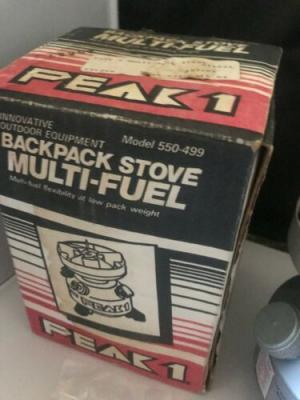 MULTI-FUEL
PEAK 1
INNOVATIVE
OUTDOOR EQUIPMENT
Model 550-499
BACKPACK STOVE
MULTI-FUEL
Multi-fuel flexibility at low pack weight
PEAK 1
PEAK 1